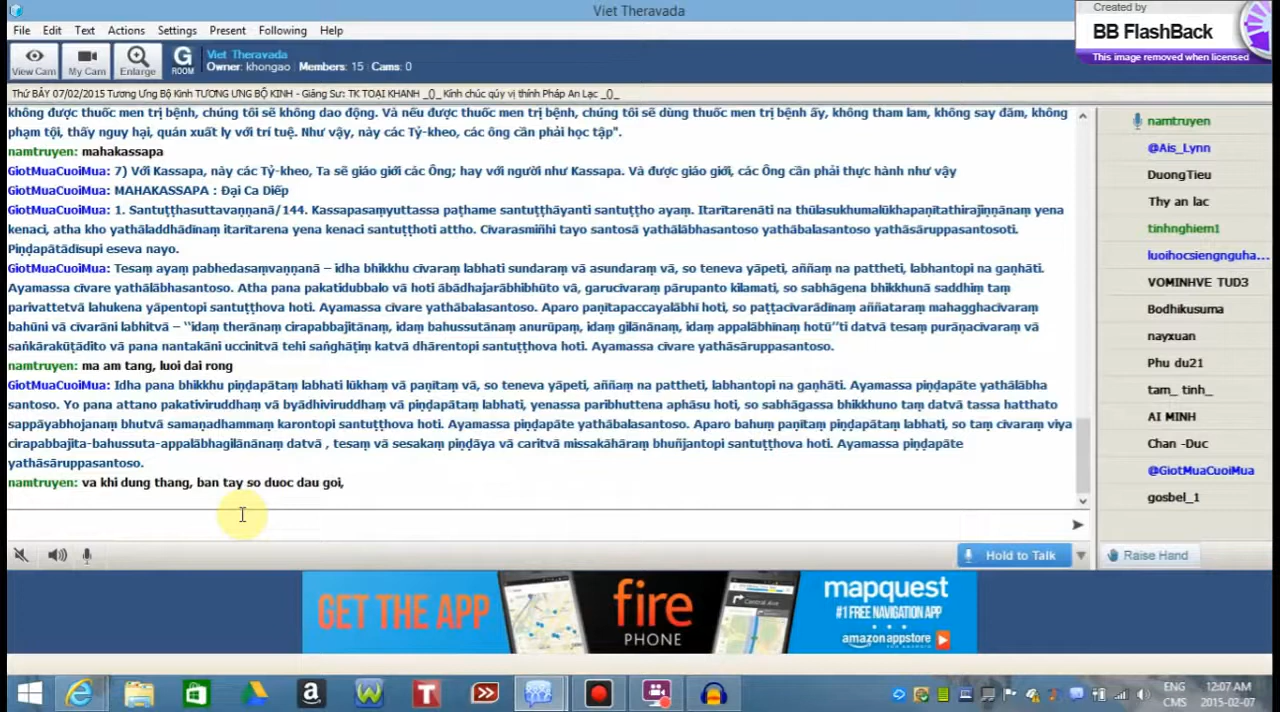 Viet Theravada
Created by
BB FlashBack
This image removed when licensed
File Edit Text Actions Settings Present Following Help
View Cam My Cam Enlarge G ROOM
Viet Theravada
Owner: khongao Members: 15 Cams: 0
Thứ BẢY 07/02/2015 Tương Ưng Bộ Kinh TƯƠNG ƯNG BỘ KINH - Giảng Sư: TK TOẠI KHANH _()_ Kính chúc qúy vị thính Pháp An Lạc _()_
không được thuốc men trị bệnh, chúng tôi sẽ không dao động. Và nếu được thuốc men trị bệnh, chúng tôi sẽ dùng thuốc men trị bệnh ấy, không tham lam, không say đắm, không
phạm tội, thấy nguy hại, quán xuất ly với trí tuệ. Như vậy, này các Tỷ-kheo, các ông cần phải học tập".
namtruyen: mahakassapa
GiotMuaCuoiMua: 7) Với Kassapa, này các Tỷ-kheo, Ta sẽ giáo giới các Ông; hay với người như Kassapa. Và được giáo giới, các Ông cần phải thực hành như vậy
GiotMuaCuoiMua: MAHAKASSAPA : Đại Ca Diếp
GiotMuaCuoiMua: 1. Santuṭṭhasuttavaṇṇanā/144. Kassapasaṃyuttassa paṭhame santuṭṭhāyanti santuṭṭho ayaṃ. Itarītarenāti na thūlasukhumalūkhapaṇītathirajiṇṇānaṃ yena
kenaci, atha kho yathāladdhādīnaṃ itarītarena yena kenaci santuṭṭhoti attho. Cīvarasmiñhi tayo santosā yathālābhasantoso yathābalasantoso yathāsāruppasantosoti.
Piṇḍapātādīsupi eseva nayo.
GiotMuaCuoiMua: Tesaṃ ayaṃ pabhedasaṃvaṇṇanā – idha bhikkhu cīvaraṃ labhati sundaraṃ vā asundaraṃ vā, so teneva yāpeti, aññaṃ na pattheti, labhantopi na gaṇhāti.
Ayamassa cīvare yathālābhasantoso. Atha pana pakatidubbalo vā hoti ābādhajarābhibhūto vā, garucīvaraṃ pārupanto kilamati, so sabhāgena bhikkhunā saddhiṃ taṃ
parivattetvā lahukena yāpentopi santuṭṭhova hoti. Ayamassa cīvare yathābalasantoso. Aparo paṇītapaccayalābhī hoti, so paṭṭacīvarādīnaṃ aññataraṃ mahagghacīvaraṃ
bahūni vā cīvarāni labhitvā – ‘‘idaṃ therānaṃ cirapabbajitānaṃ, idaṃ bahussutānaṃ anurūpaṃ, idaṃ gilānānaṃ, idaṃ appalābhīnaṃ hotū’’ti datvā tesaṃ purāṇacīvaraṃ vā
saṅkārakūṭādito vā pana nantakāni uccinitvā tehi saṅghāṭiṃ katvā dhārentopi santuṭṭhova hoti. Ayamassa cīvare yathāsāruppasantoso.
namtruyen: ma am tang, luoi dai rong
GiotMuaCuoiMua: Idha pana bhikkhu piṇḍapātaṃ labhati lūkhaṃ vā paṇītaṃ vā, so teneva yāpeti, aññaṃ na pattheti, labhantopi na gaṇhāti. Ayamassa piṇḍapāte yathālābha
santoso. Yo pana attano pakativiruddhaṃ vā byādhiviruddhaṃ vā piṇḍapātaṃ labhati, yenassa paribhuttena aphāsu hoti, so sabhāgassa bhikkhuno taṃ datvā tassa hatthato
sappāyabhojanaṃ bhutvā samaṇadhammaṃ karontopi santuṭṭhova hoti. Ayamassa piṇḍapāte yathābalasantoso. Aparo bahuṃ paṇītaṃ piṇḍapātaṃ labhati, so taṃ cīvaraṃ viya
cirapabbajita-bahussuta-appalābhagilānānaṃ datvā , tesaṃ vā sesakaṃ piṇḍāya vā caritvā missakāhāraṃ bhuñjantopi santuṭṭhova hoti. Ayamassa piṇḍapāte
yathāsāruppasantoso.
namtruyen: va khi dung thang, ban tay so duoc dau goi,
namtruyen
@Ais_Lynn
DuongTieu
Thy an lac
tinhnghiem1
luoihocsiengnguha...
VOMINHVE TUD3
Bodhikusuma
nayxuan
Phu du21
tam_ tinh_
AI MINH
Chan -Duc
@GiotMuaCuoiMua
gosbel_1
Hold to Talk
Raise Hand
GET THE APP
fire
PHONE
mapquest
#1 FREE NAVIGATION APP
amazon appstore
ENG 12:07 AM
CMS 2015-02-07